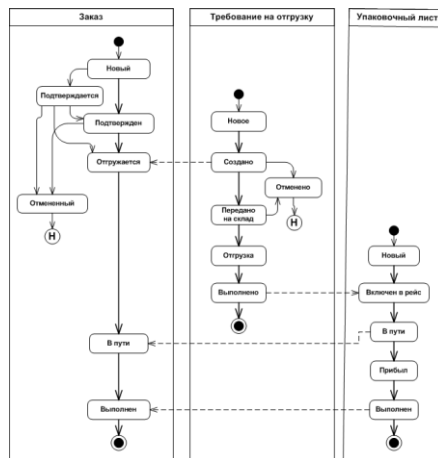 Заказ
Требование на отгрузку
Упаковочный лист
Новый
Подтверждается
Подтвержден
Отгружается
Отмененный
H
В пути
Выполнен
Новое
Создано
Отменено
Передано
на склад
H
Отгрузка
Выполнено
Новый
Включен в рейс
В пути
Прибыл
Выполнен